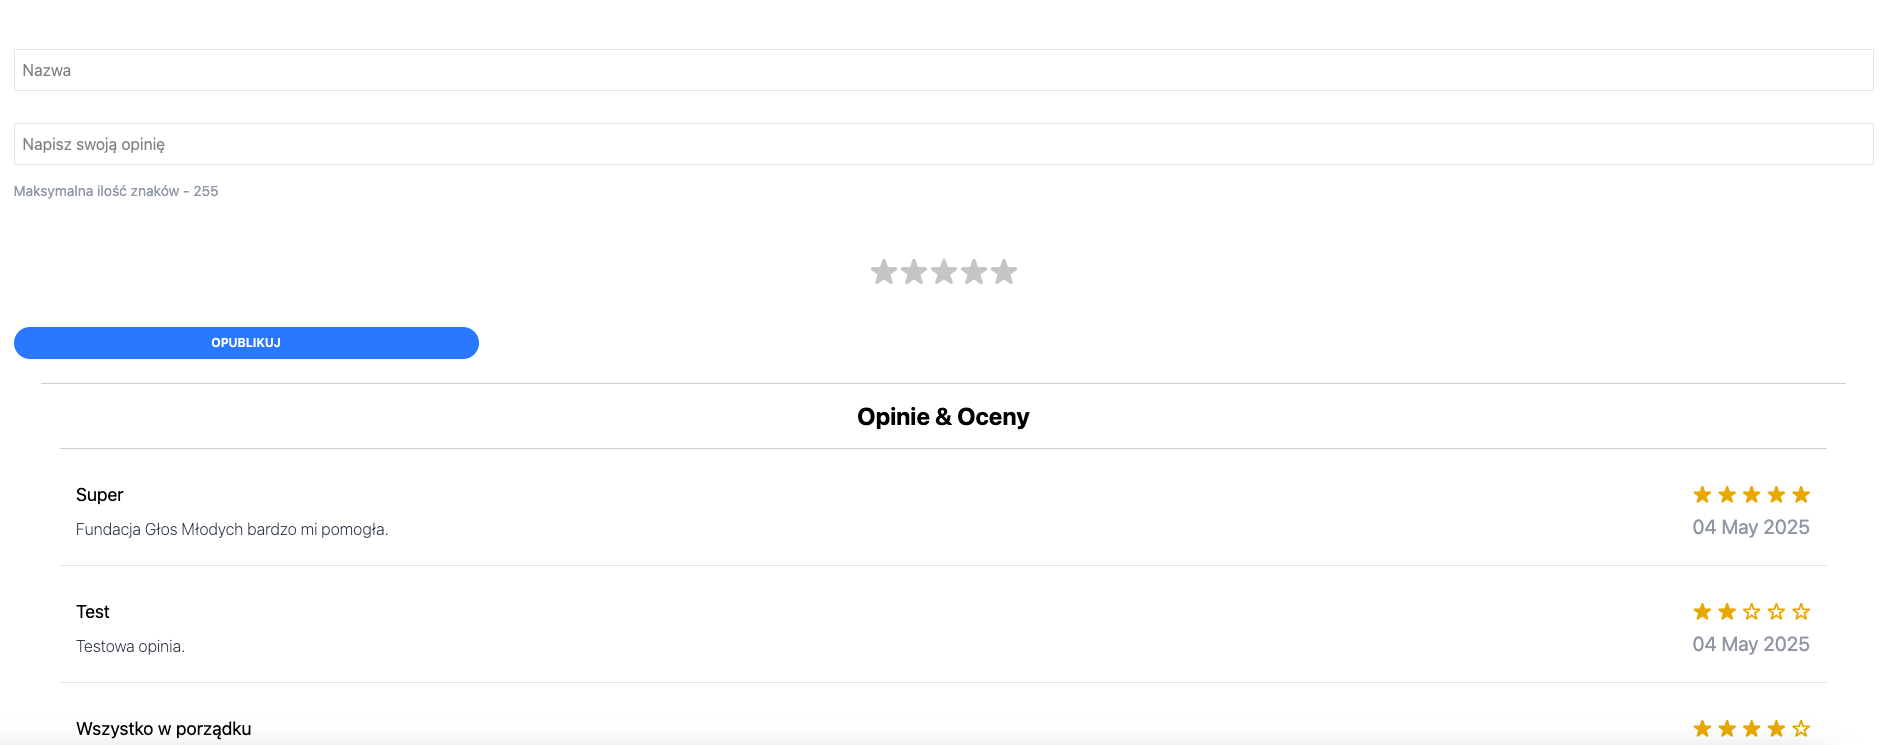 Nazwa
Napisz swoją opinię
Maksymalna ilość znaków - 255
OPUBLIKUJ
Opinie & Oceny
Super
Fundacja Głos Młodych bardzo mi pomogła.
04 May 2025
Test
Testowa opinia.
04 May 2025
Wszystko w porządku